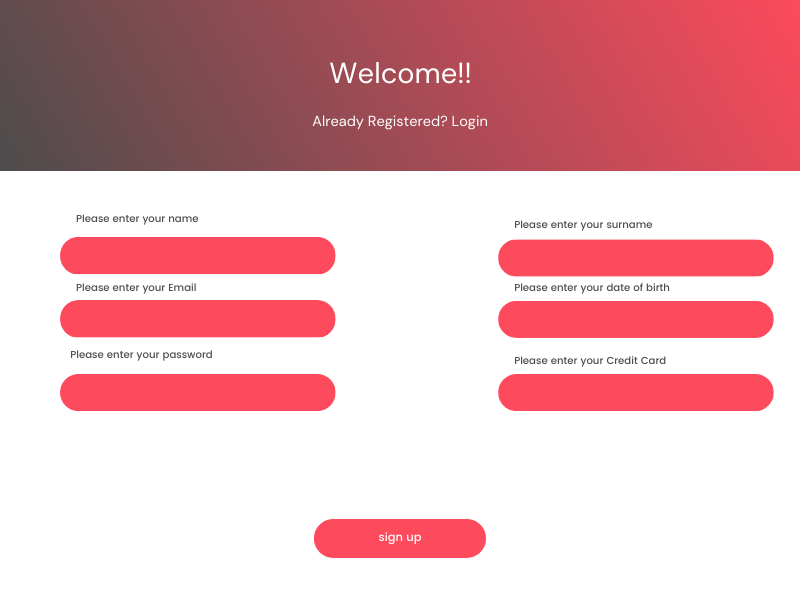 Welcome!!
Already Registered? Login
Please enter your name
Please enter your surname
Please enter your Email
Please enter your date of birth
Please enter your password
Please enter your Credit Card
sign up